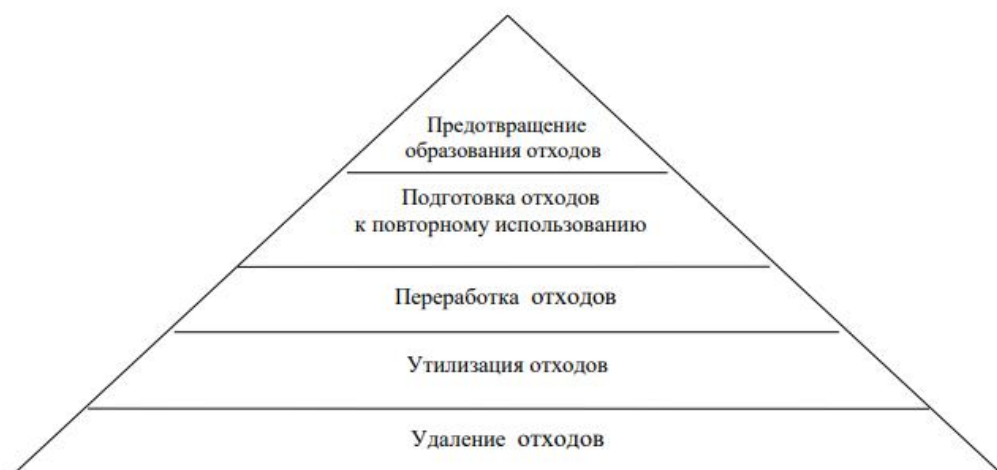 Предотвращение
образования отходов
Подготовка отходов
к повторному использованию
Переработка отходов
Утилизация отходов
Удаление отходов